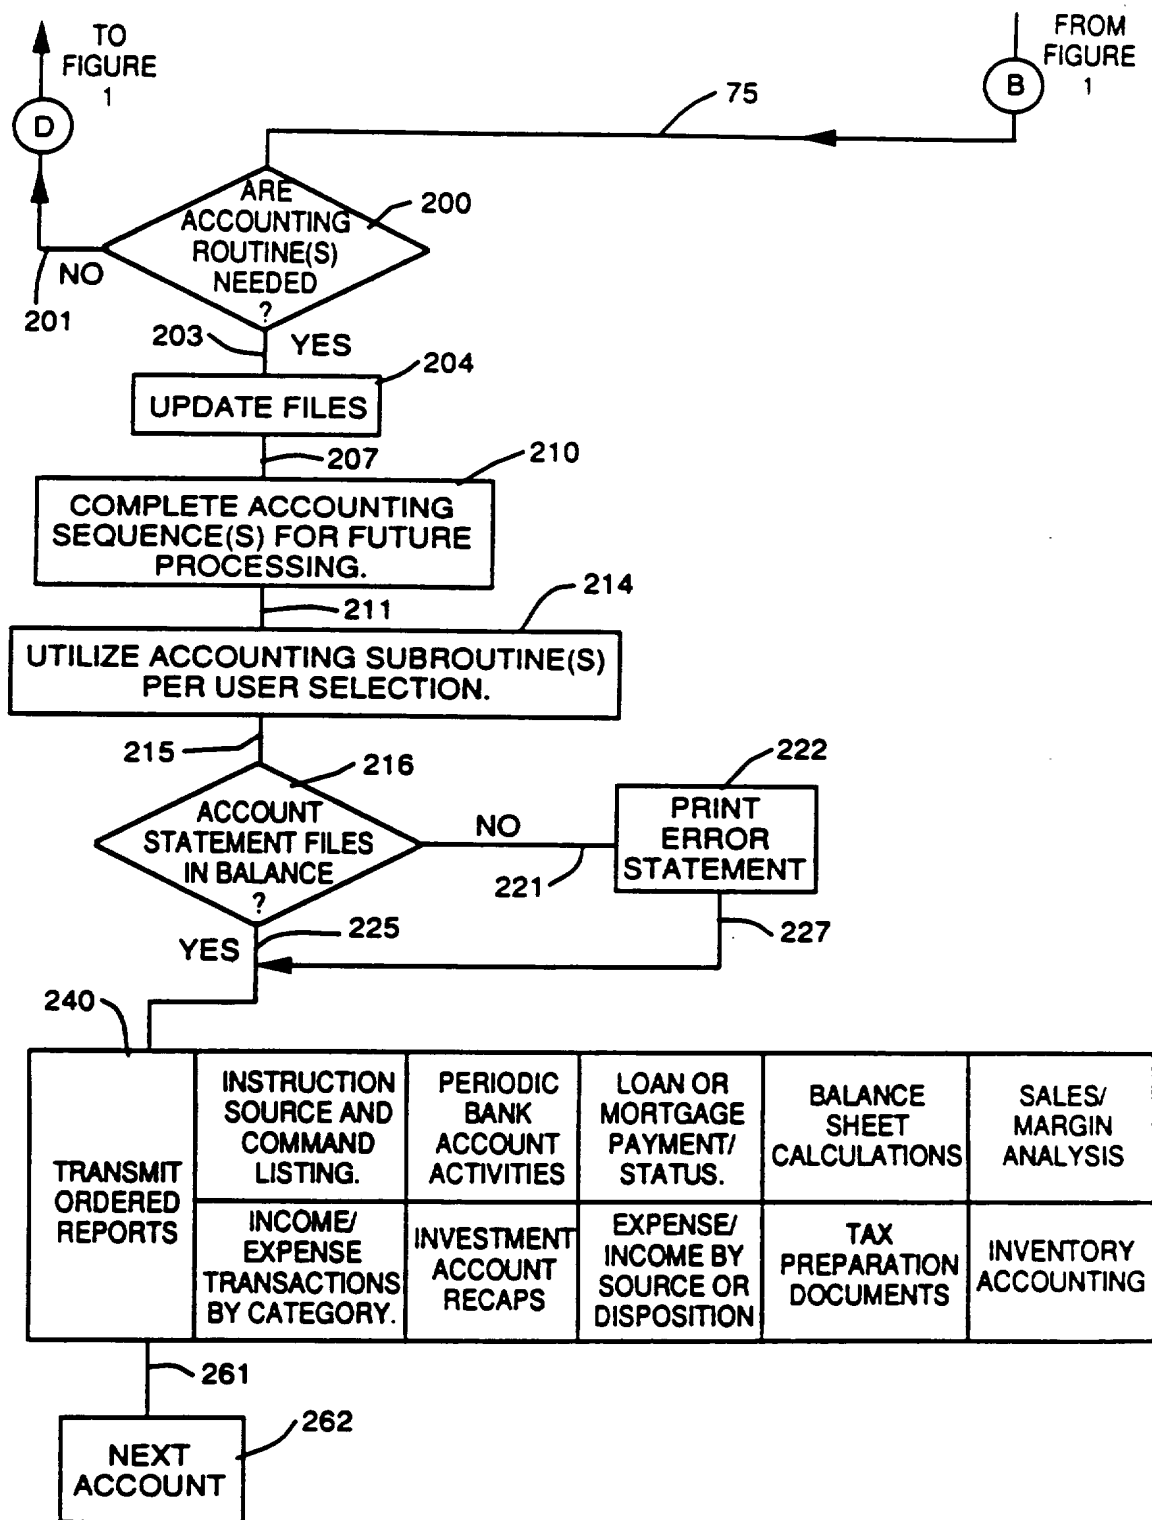 TO
FIGURE
1
D
FROM
FIGURE
1
B
75
ARE
ACCOUNTING
ROUTINE(S)
NEEDED
?
200
NO
201
203
YES
204
UPDATE FILES
207
210
COMPLETE ACCOUNTING
SEQUENCE(S) FOR FUTURE
PROCESSING.
211
214
UTILIZE ACCOUNTING SUBROUTINE(S)
PER USER SELECTION.
215
216
ACCOUNT
STATEMENT FILES
IN BALANCE
?
NO
221
222
PRINT
ERROR
STATEMENT
YES
225
227
240
TRANSMIT
ORDERED
REPORTS
INSTRUCTION
SOURCE AND
COMMAND
LISTING.
PERIODIC
BANK
ACCOUNT
ACTIVITIES
LOAN OR
MORTGAGE
PAYMENT/
STATUS.
BALANCE
SHEET
CALCULATIONS
SALES/
MARGIN
ANALYSIS
INCOME/
EXPENSE
TRANSACTIONS
BY CATEGORY.
INVESTMENT
ACCOUNT
RECAPS
EXPENSE/
INCOME BY
SOURCE OR
DISPOSITION
TAX
PREPARATION
DOCUMENTS
INVENTORY
ACCOUNTING
261
262
NEXT
ACCOUNT